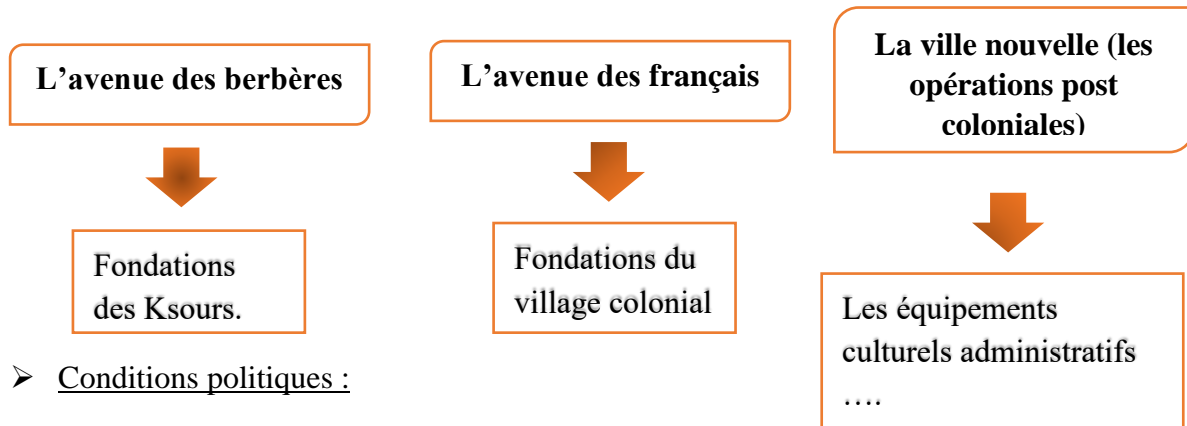 L’avenue des berbères
Fondations
des Ksours.
L’avenue des français
Fondations du
village colonial
La ville nouvelle (les
opérations post
coloniales)
Les équipements
culturels administratifs
….
➢ Conditions politiques :